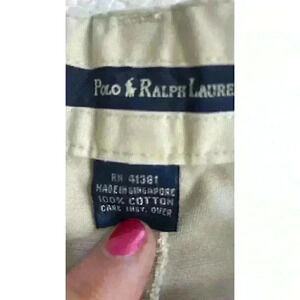 POLO RALPH LAURE
RN 41381
MADE IN SINGAPORE
100% COTTON
CARE INST. OVER